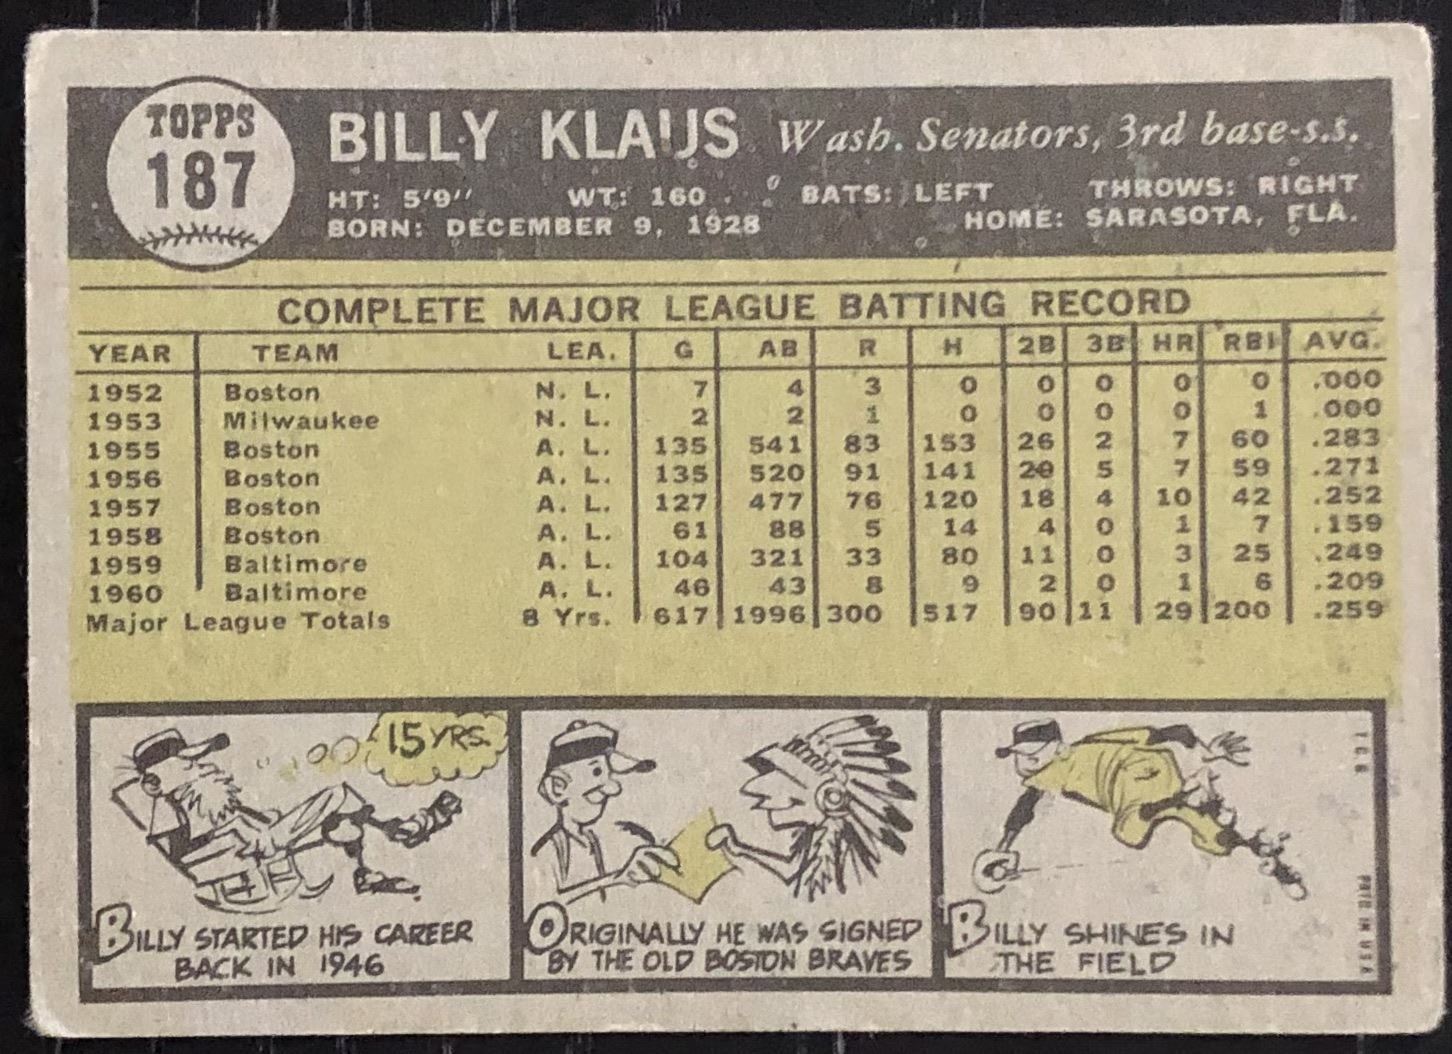 TOPPS
187
BILLY KLAUS Wash. Senators, 3rd base-s.s.
HT: 5'9" WT: 160 BATS: LEFT THROWS: RIGHT
BORN: DECEMBER 9, 1928 HOME: SARASOTA, FLA.
COMPLETE MAJOR LEAGUE BATTING RECORD
YEAR TEAM LEA. G AB R H 2B 3B HR RBI AVG.
1952 Boston N. L. 7 4 3 0 0 0 0 0 .000
1953 Milwaukee N. L. 2 2 1 0 0 0 0 1 .000
1955 Boston A. L. 135 541 83 153 26 2 7 60 .283
1956 Boston A. L. 135 520 91 141 29 5 7 59 .271
1957 Boston A. L. 127 477 76 120 18 4 10 42 .252
1958 Boston A. L. 61 88 5 14 4 0 1 7 .159
1959 Baltimore A. L. 104 321 33 80 11 0 3 25 .249
1960 Baltimore A. L. 46 43 8 9 2 0 1 6 .209
Major League Totals 8 Yrs. 617 1996 300 517 90 11 29 200 .259
15 YRS.
BILLY STARTED HIS CAREER
BACK IN 1946
ORIGINALLY HE WAS SIGNED
BY THE OLD BOSTON BRAVES
BILLY SHINES IN
THE FIELD
T.C.G. PRTD. IN U.S.A.